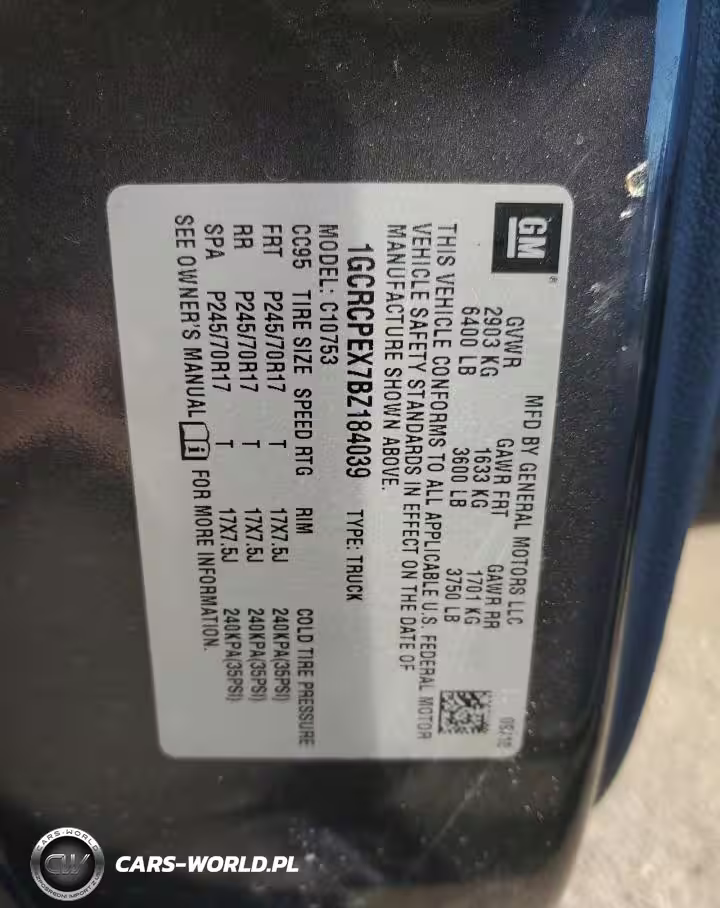 GM
®
MFD BY GENERAL MOTORS LLC
GVWR GAWR FRT GAWR RR
2903 KG 1633 KG 1701 KG
6400 LB 3600 LB 3750 LB
THIS VEHICLE CONFORMS TO ALL APPLICABLE U.S. FEDERAL MOTOR
VEHICLE SAFETY STANDARDS IN EFFECT ON THE DATE OF
MANUFACTURE SHOWN ABOVE.
1GCRCPEX7BZ184039 TYPE: TRUCK
MODEL: C10753
CC95 TIRE SIZE SPEED RTG RIM COLD TIRE PRESSURE
FRT P245/70R17 T 17X7.5J 240KPA(35PSI)
RR P245/70R17 T 17X7.5J 240KPA(35PSI)
SPA P245/70R17 T 17X7.5J 240KPA(35PSI)
SEE OWNER'S MANUAL FOR MORE INFORMATION.
CARS-WORLD
CW
CARS-WORLD.PL